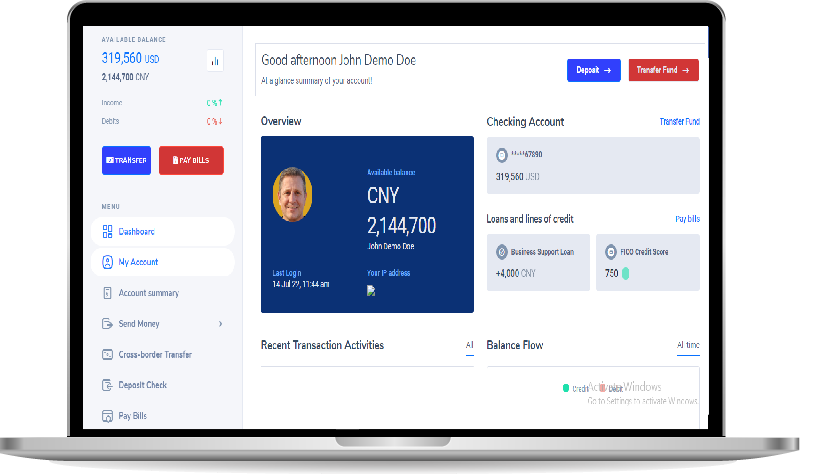 AVAILABLE BALANCE
319,560 USD
2,144,700 CNY
Income 0 %
Debits 0 %
TRANSFER
PAY BILLS
MENU
Dashboard
My Account
Account summary
Send Money
Cross-border Transfer
Deposit Check
Pay Bills
Good afternoon John Demo Doe
At a glance summary of your account!
Deposit →
Transfer Fund →
Overview
Available balance
CNY
2,144,700
John Demo Doe
Last Login
14 Jul 22, 11:44 am
Your IP address
Checking Account
Transfer Fund
*****67890
319,560 USD
Loans and lines of credit
Pay bills
Business Support Loan
+4,000 CNY
FICO Credit Score
750
Recent Transaction Activities
All
Balance Flow
All time
Credit
Debit
Activate Windows
Go to Settings to activate Windows.